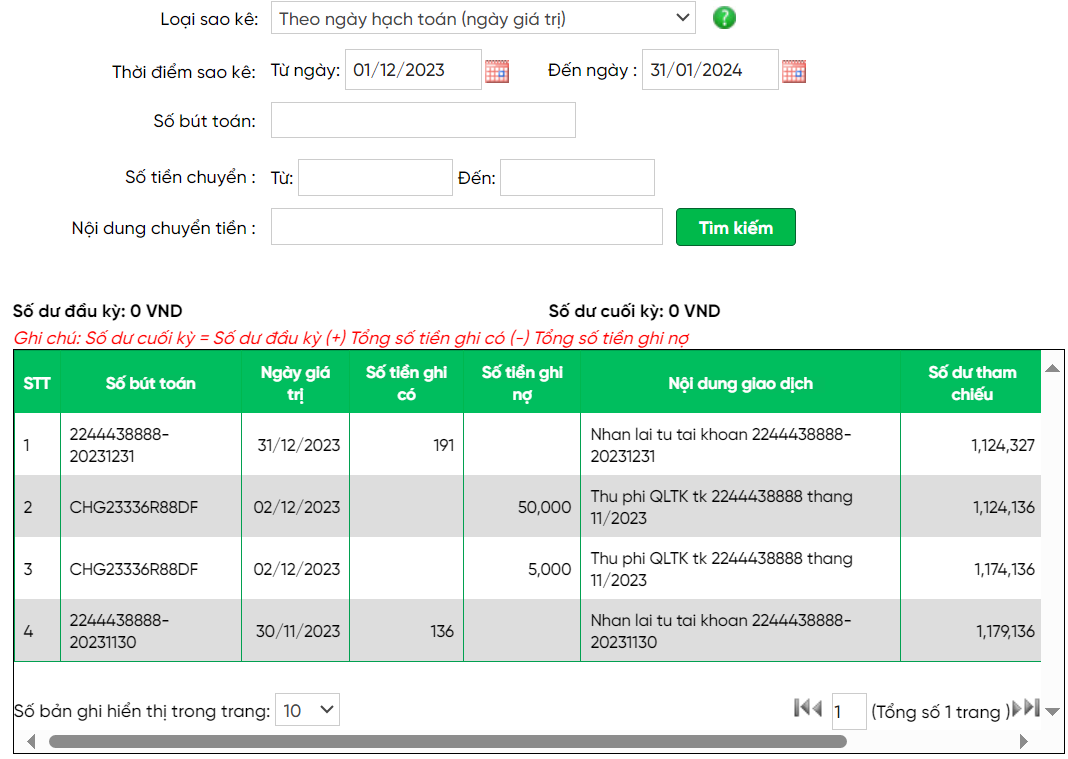 Loại sao kê: Theo ngày hạch toán (ngày giá trị) ?
Thời điểm sao kê: Từ ngày: 01/12/2023 Đến ngày : 31/01/2024
Số bút toán:
Số tiền chuyển : Từ: Đến:
Nội dung chuyển tiền : Tìm kiếm
Số dư đầu kỳ: 0 VND Số dư cuối kỳ: 0 VND
Ghi chú: Số dư cuối kỳ = Số dư đầu kỳ (+) Tổng số tiền ghi có (-) Tổng số tiền ghi nợ
STT Số bút toán Ngày giá trị Số tiền ghi có Số tiền ghi nợ Nội dung giao dịch Số dư tham chiếu
1 2244438888-20231231 31/12/2023 191 Nhan lai tu tai khoan 2244438888-20231231 1,124,327
2 CHG23336R88DF 02/12/2023 50,000 Thu phi QLTK tk 2244438888 thang 11/2023 1,124,136
3 CHG23336R88DF 02/12/2023 5,000 Thu phi QLTK tk 2244438888 thang 11/2023 1,174,136
4 2244438888-20231130 30/11/2023 136 Nhan lai tu tai khoan 2244438888-20231130 1,179,136
Số bản ghi hiển thị trong trang: 10 1 (Tổng số 1 trang )